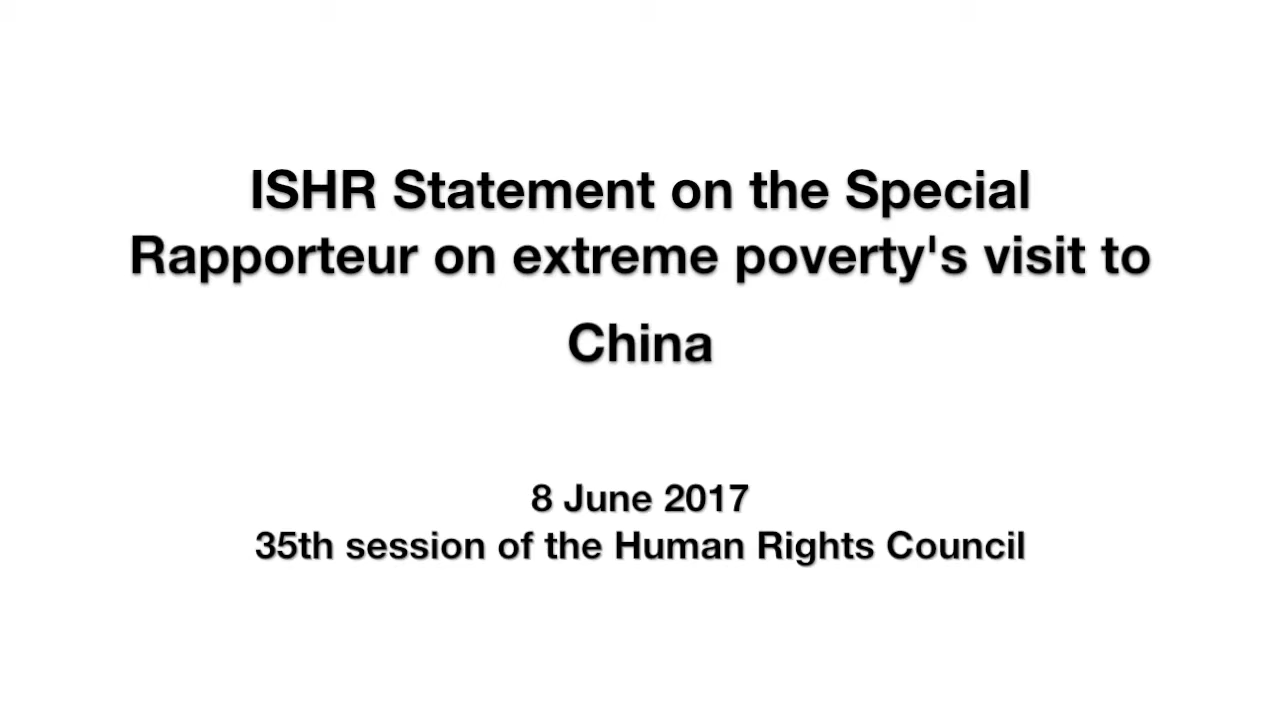 ISHR Statement on the Special
Rapporteur on extreme poverty's visit to
China
8 June 2017
35th session of the Human Rights Council